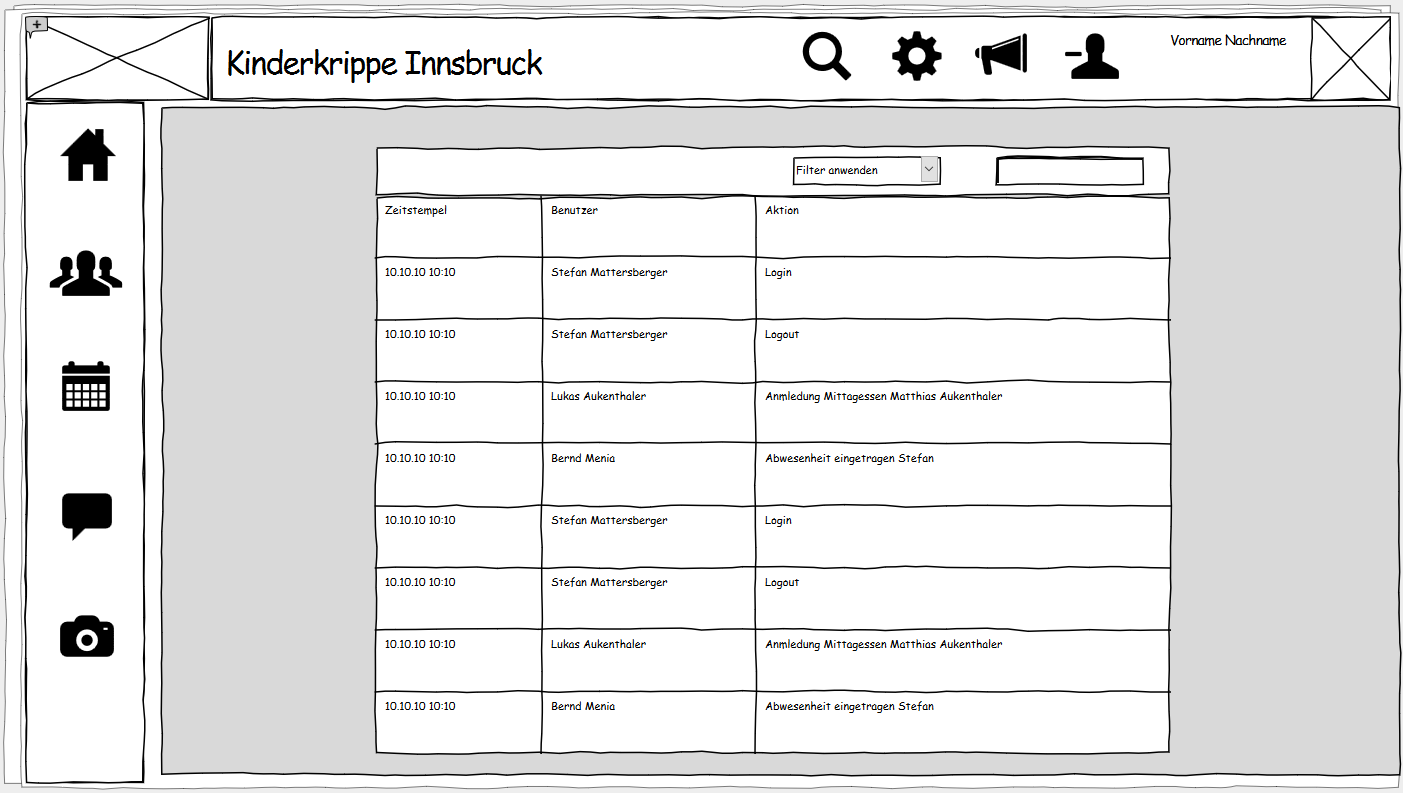 Kinderkrippe Innsbruck
Vorname Nachname
Filter anwenden
Zeitstempel Benutzer Aktion
10.10.10 10:10 Stefan Mattersberger Login
10.10.10 10:10 Stefan Mattersberger Logout
10.10.10 10:10 Lukas Aukenthaler Anmledung Mittagessen Matthias Aukenthaler
10.10.10 10:10 Bernd Menia Abwesenheit eingetragen Stefan
10.10.10 10:10 Stefan Mattersberger Login
10.10.10 10:10 Stefan Mattersberger Logout
10.10.10 10:10 Lukas Aukenthaler Anmledung Mittagessen Matthias Aukenthaler
10.10.10 10:10 Bernd Menia Abwesenheit eingetragen Stefan